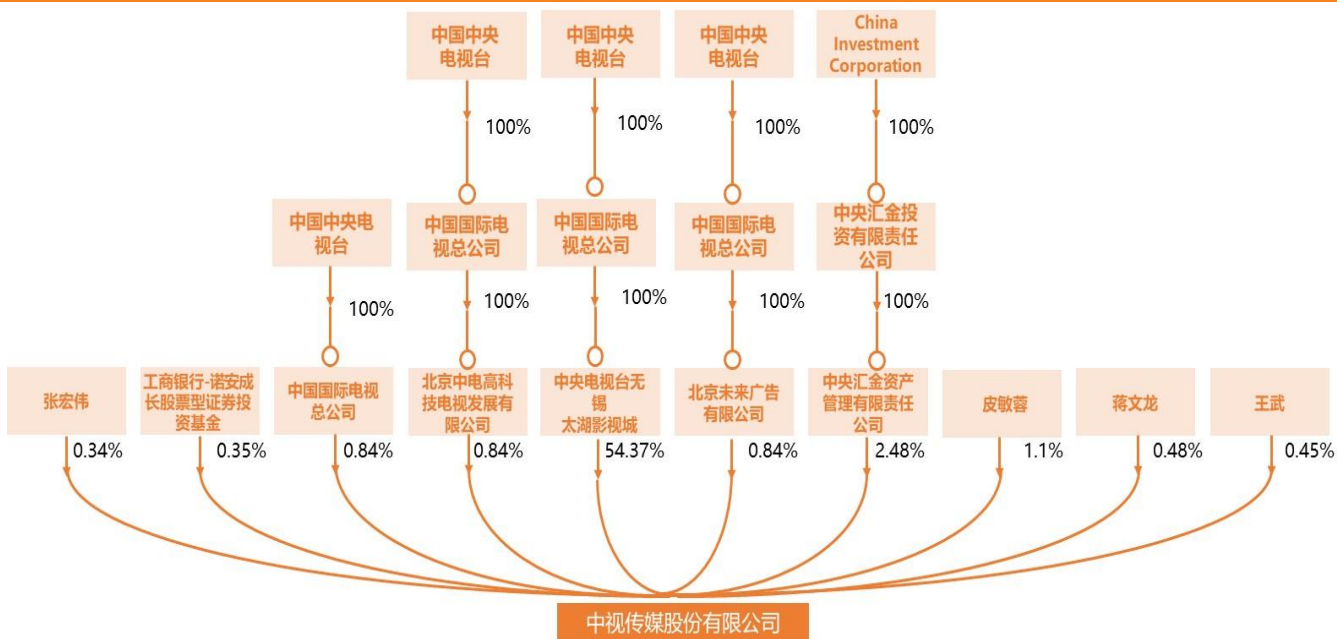 中国中央
电视台
中国中央
电视台
中国中央
电视台
China
Investment
Corporation
100%
100%
100%
100%
中国中央电
视台
中国国际电
视总公司
中国国际电
视总公司
中国国际电
视总公司
中央汇金投
资有限责任
公司
100%
100%
100%
100%
100%
张宏伟
工商银行-诺安成
长股票型证券投
资基金
中国国际电视
总公司
北京中电高科
技电视发展有
限公司
中央电视台无
锡
太湖影视城
北京未来广告
有限公司
中央汇金资产
管理有限责任
公司
皮敏蓉
蒋文龙
王武
0.34%
0.35%
0.84%
0.84%
54.37%
0.84%
2.48%
1.1%
0.48%
0.45%
中视传媒股份有限公司